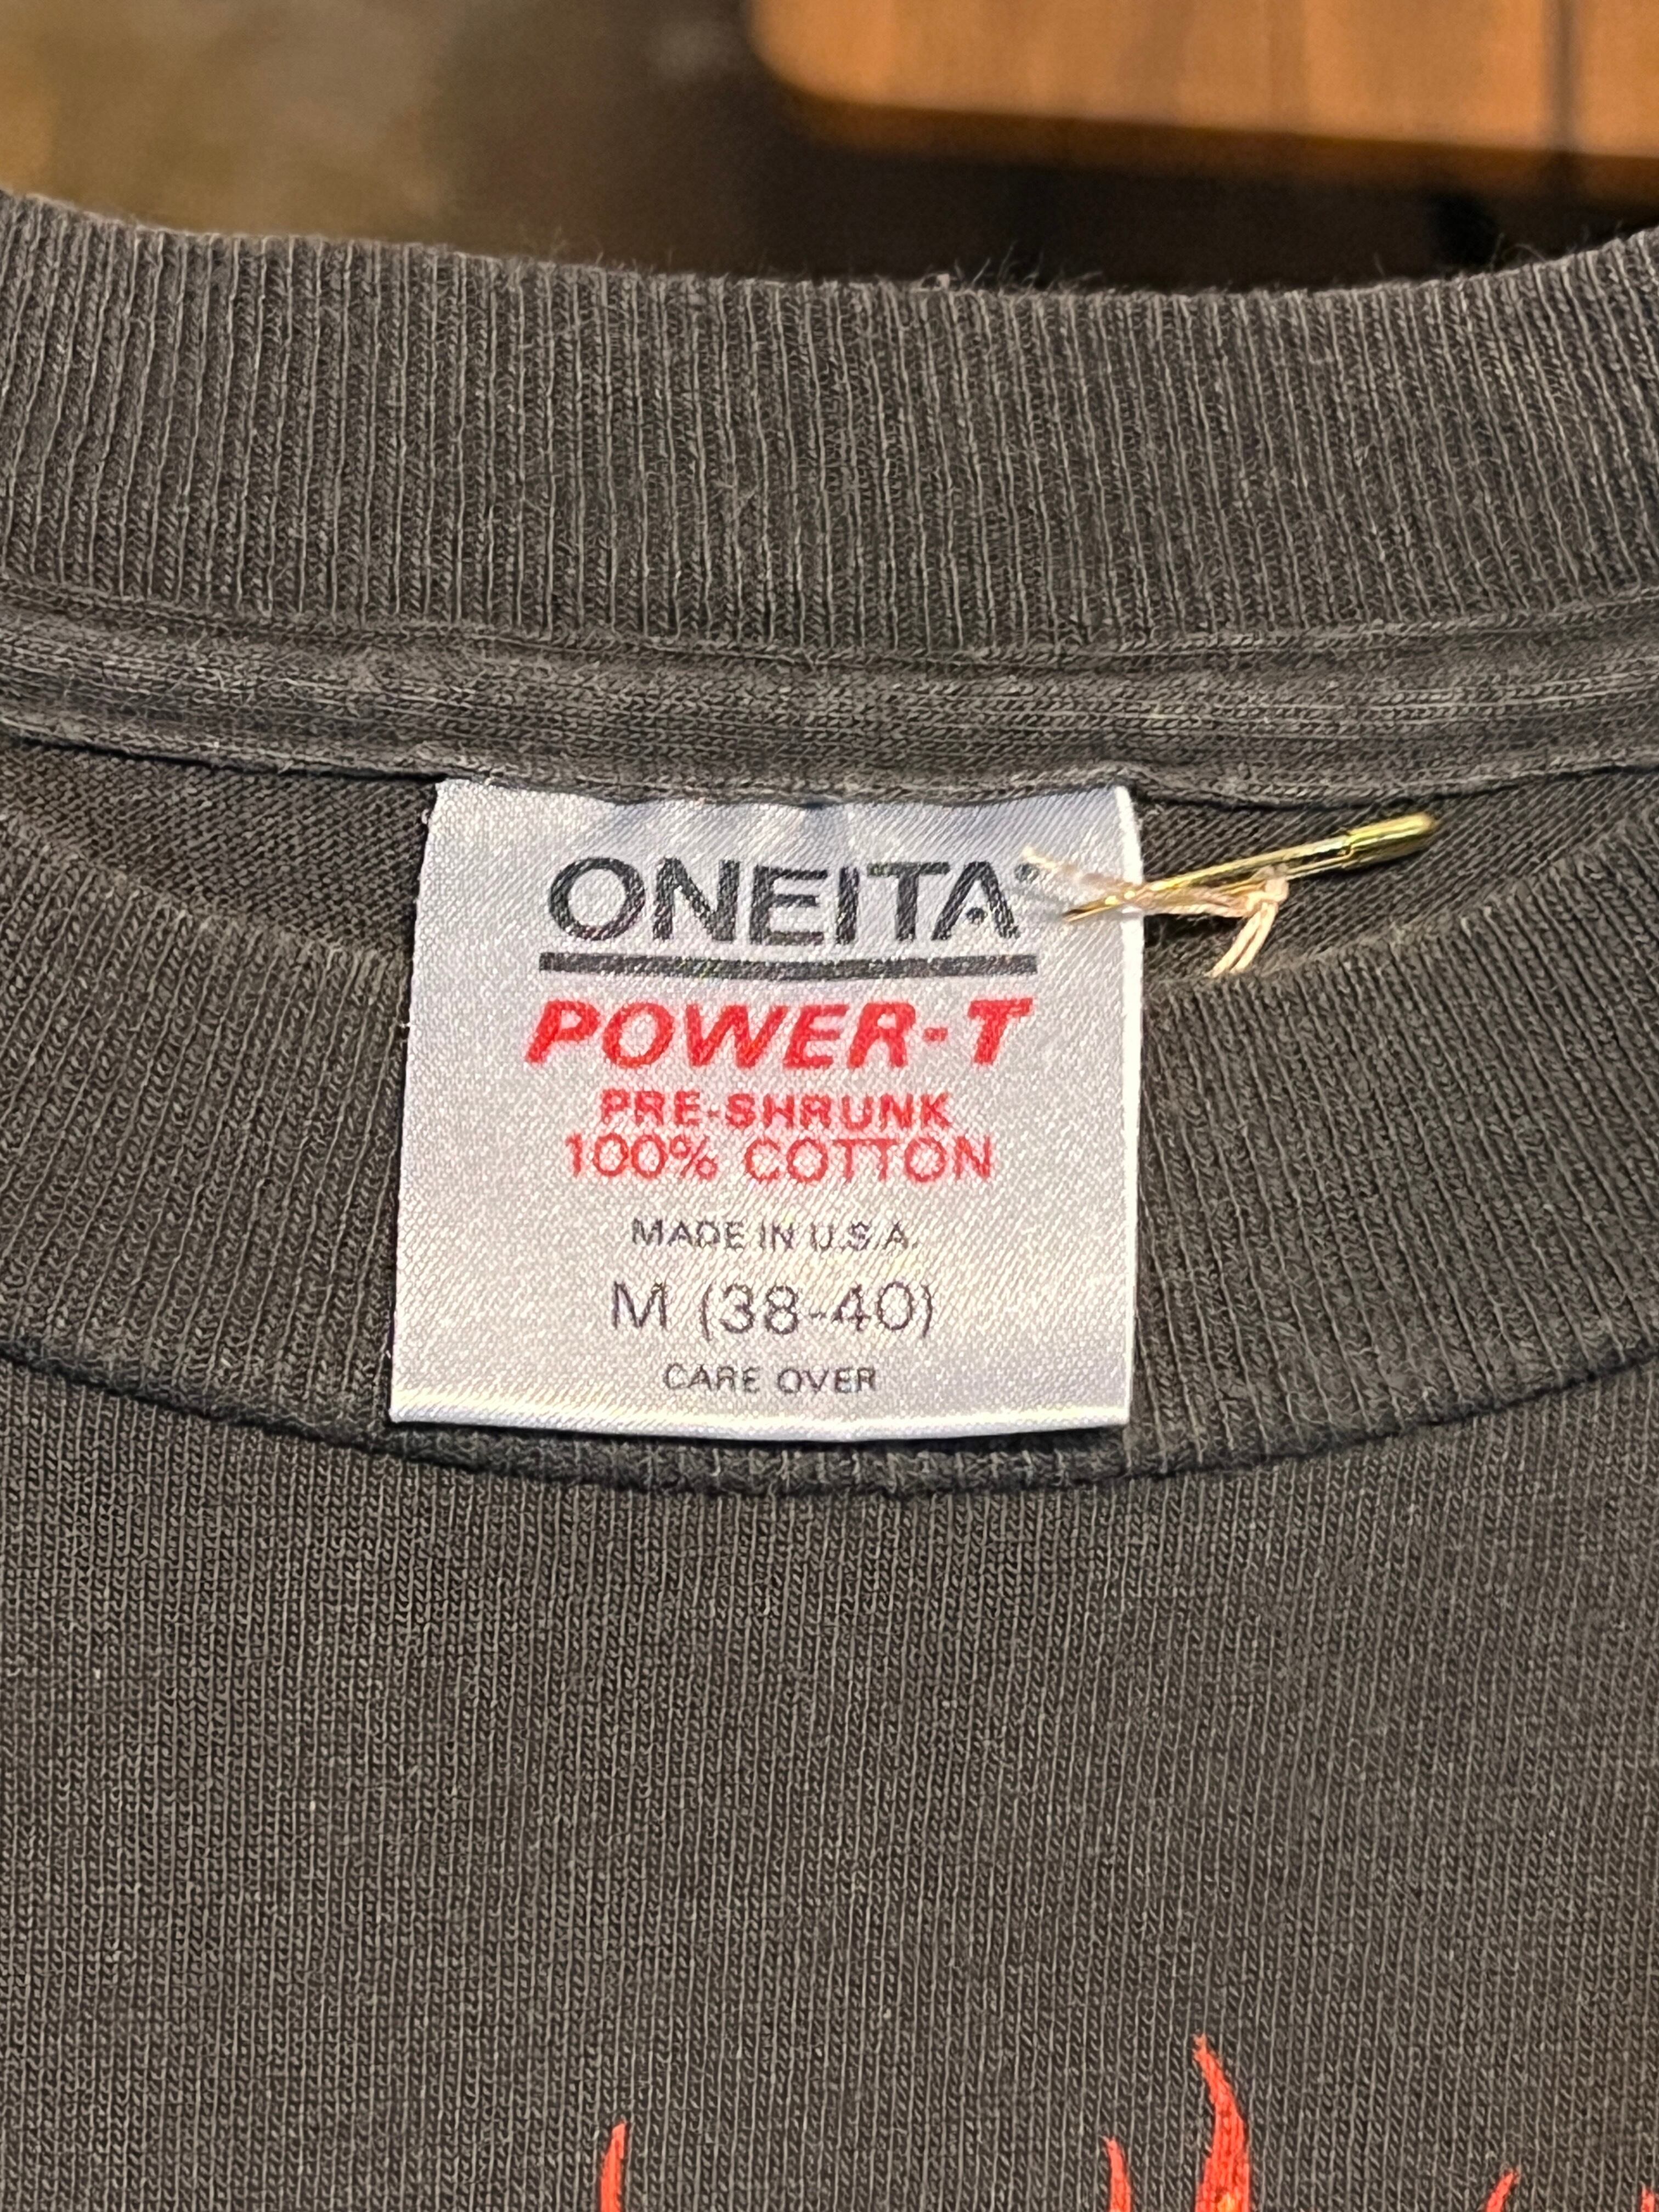 ONEITA
POWER-T
PRE-SHRUNK
100% COTTON
MADE IN U.S.A.
M (38-40)
CARE OVER